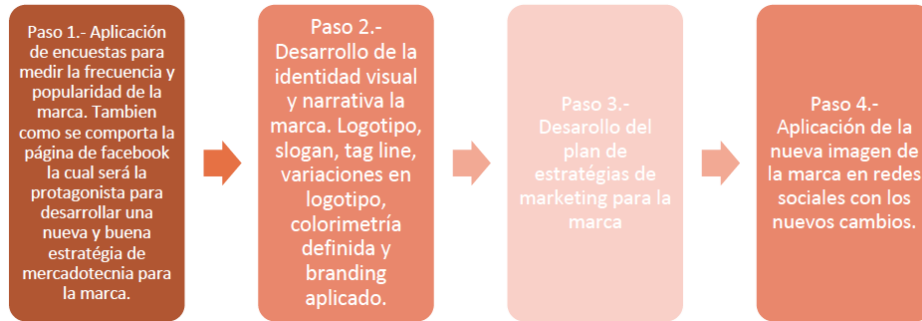 Paso 1.- Aplicación
de encuestas para
medir la frecuencia y
popularidad de la
marca. Tambien
como se comporta la
página de facebook
la cual será la
protagonista para
desarrollar una
nueva y buena
estratégia de
mercadotecnia para
la marca.
Paso 2.-
Desarrollo de la
identidad visual
y narrativa la
marca. Logotipo,
slogan, tag line,
variaciones en
logotipo,
colorimetría
definida y
branding
aplicado.
Paso 3.-
Desarollo del
plan de
estratégias de
marketing para la
marca
Paso 4.-
Aplicación de la
nueva imagen de
la marca en redes
sociales con los
nuevos cambios.